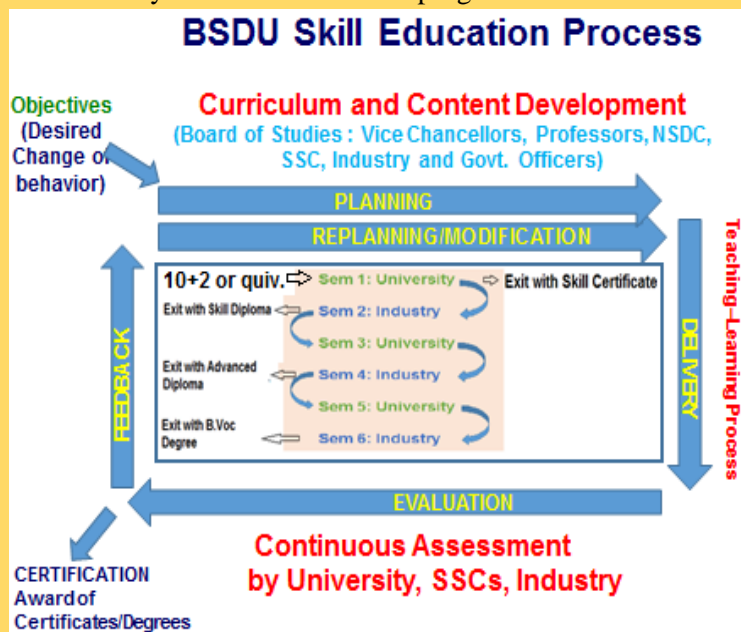 BSDU Skill Education Process
Objectives
(Desired
Change of
behavior)
Curriculum and Content Development
(Board of Studies : Vice Chancellors, Professors, NSDC,
SSC, Industry and Govt. Officers)
PLANNING
REPLANNING/MODIFICATION
10+2 or quiv.
Sem 1: University
Exit with Skill Certificate
Exit with Skill Diploma
Sem 2: Industry
Sem 3: University
Exit with Advanced
Diploma
Sem 4: Industry
Sem 5: University
Exit with B.Voc
Degree
Sem 6: Industry
FEEDBACK
DELIVERY
Teaching-Learning Process
EVALUATION
Continuous Assessment
by University, SSCs, Industry
CERTIFICATION
Award of
Certificates/Degrees